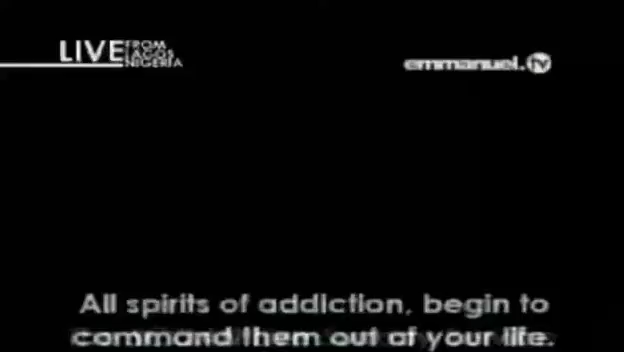 LIVE FROM
LAGOS
NIGERIA
emmanuel.tv
All spirits of addiction, begin to
command them out of your life.